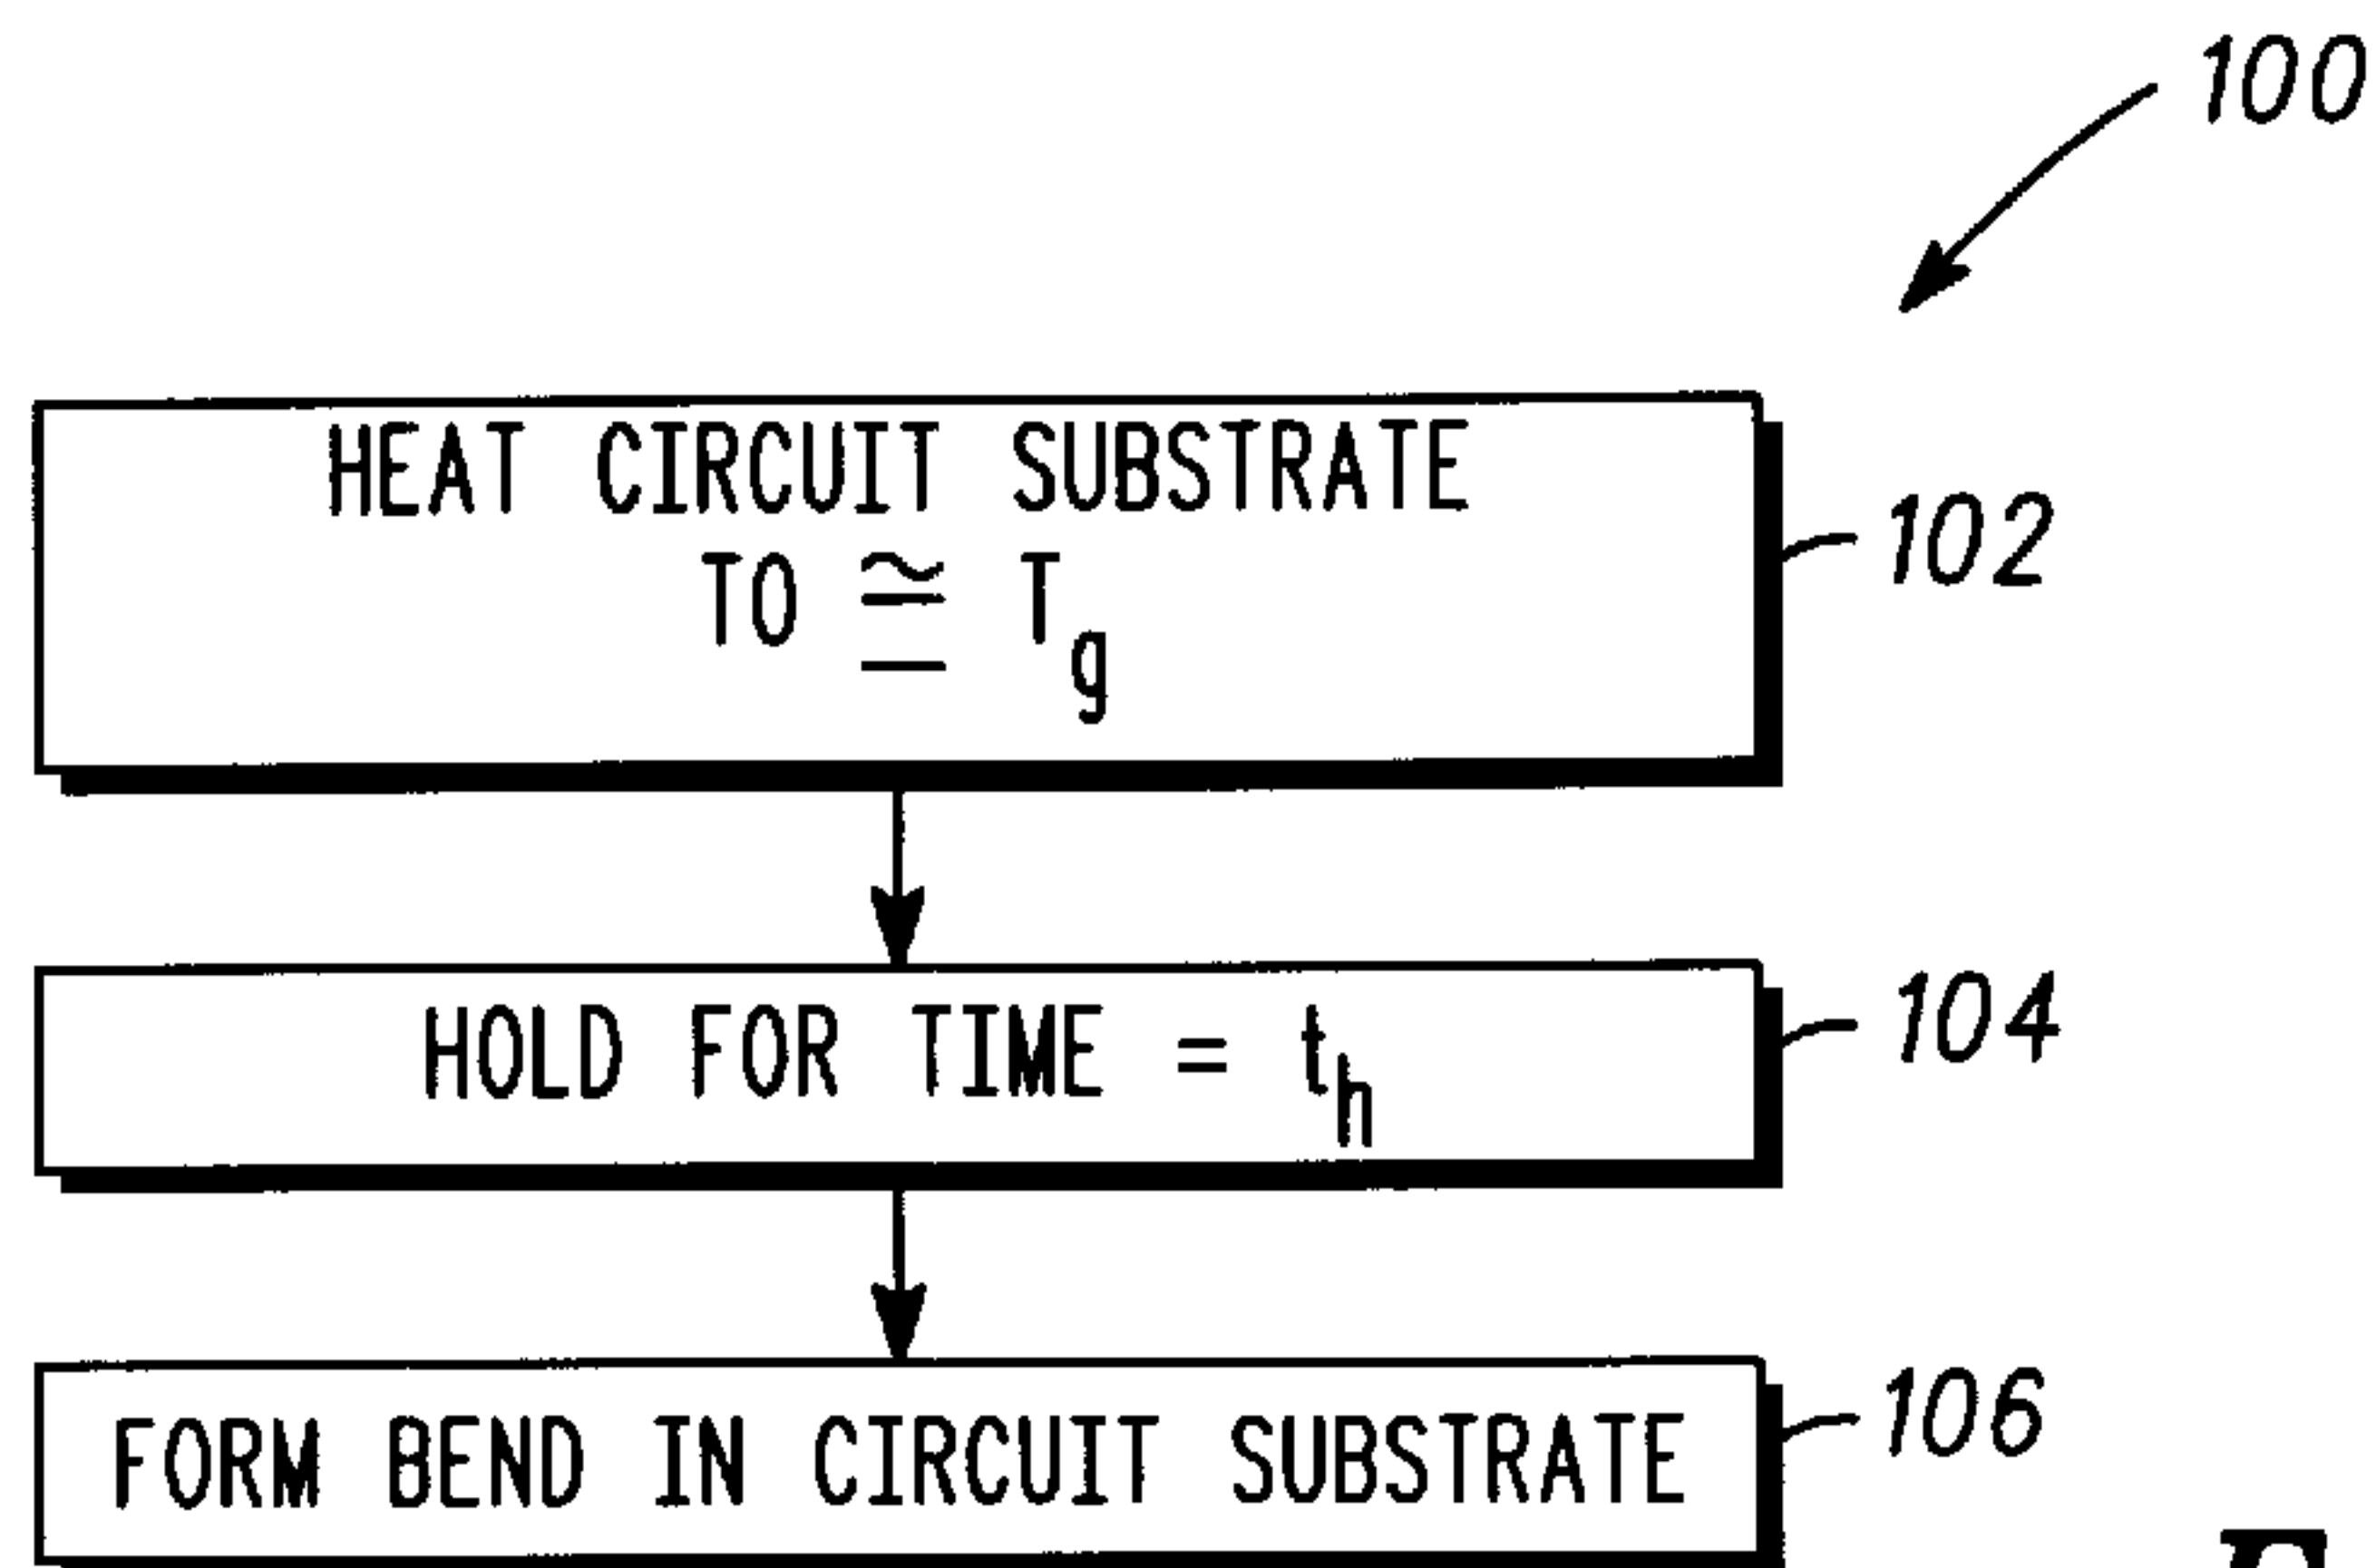 100
HEAT CIRCUIT SUBSTRATE
TO ≅ Tg
102
HOLD FOR TIME = th
104
FORM BEND IN CIRCUIT SUBSTRATE
106